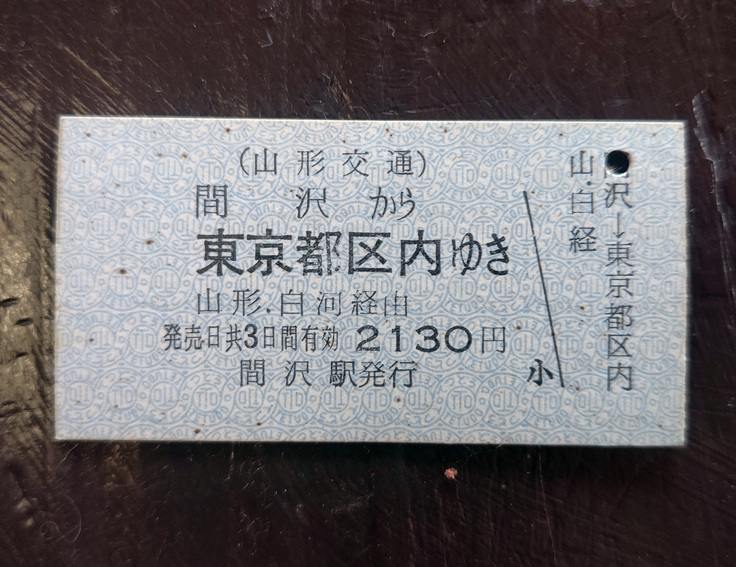 (山形交通)
間沢から
東京都区内ゆき
山形.白河経由
発売日共3日間有効 2130円
間沢駅発行
小
沢→東京都区内
山.白経